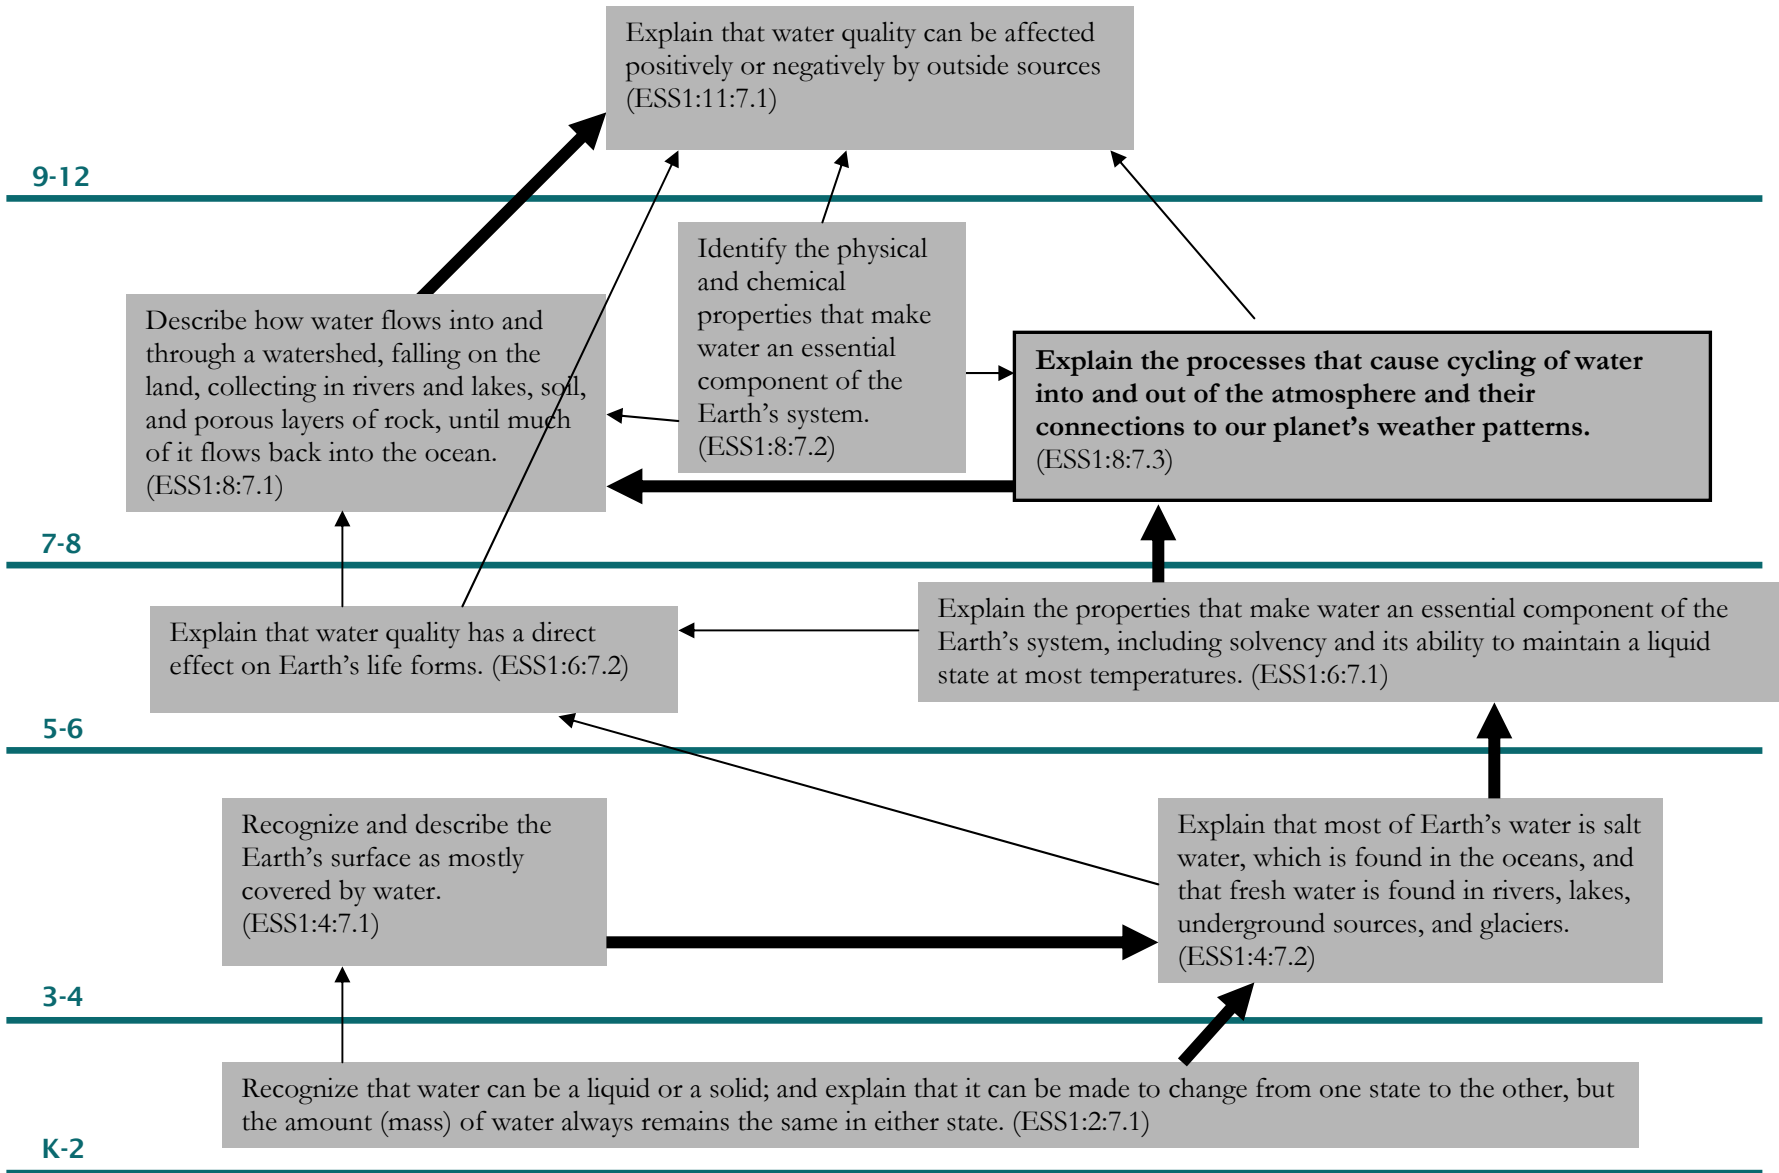 Explain that water quality can be affected
positively or negatively by outside sources
(ESS1:11:7.1)
9-12
Identify the physical
and chemical
properties that make
water an essential
component of the
Earth’s system.
(ESS1:8:7.2)
Describe how water flows into and
through a watershed, falling on the
land, collecting in rivers and lakes, soil,
and porous layers of rock, until much
of it flows back into the ocean.
(ESS1:8:7.1)
Explain the processes that cause cycling of water
into and out of the atmosphere and their
connections to our planet’s weather patterns.
(ESS1:8:7.3)
7-8
Explain that water quality has a direct
effect on Earth’s life forms. (ESS1:6:7.2)
Explain the properties that make water an essential component of the
Earth’s system, including solvency and its ability to maintain a liquid
state at most temperatures. (ESS1:6:7.1)
5-6
Recognize and describe the
Earth’s surface as mostly
covered by water.
(ESS1:4:7.1)
Explain that most of Earth’s water is salt
water, which is found in the oceans, and
that fresh water is found in rivers, lakes,
underground sources, and glaciers.
(ESS1:4:7.2)
3-4
Recognize that water can be a liquid or a solid; and explain that it can be made to change from one state to the other, but
the amount (mass) of water always remains the same in either state. (ESS1:2:7.1)
K-2